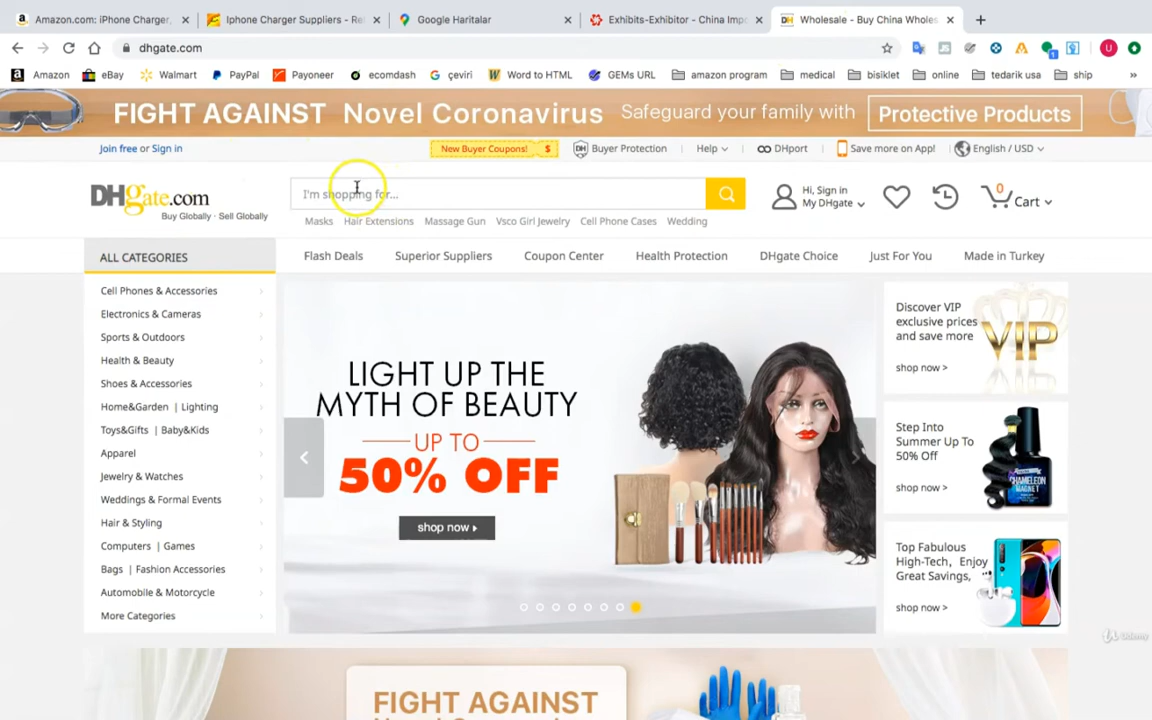 Amazon.com: iPhone Charger,
Iphone Charger Suppliers - Re
Google Haritalar
Exhibits-Exhibitor - China Impo
DH
Wholesale - Buy China Wholes
dhgate.com
U
1
Amazon
eBay
Walmart
PayPal
Payoneer
ecomdash
çeviri
Word to HTML
GEMs URL
amazon program
medical
bisiklet
online
tedarik usa
ship
»
FIGHT AGAINST Novel Coronavirus Safeguard your family with Protective Products
Join free or Sign in
New Buyer Coupons! $
Buyer Protection
Help
DHport
Save more on App!
English / USD
DHgate.com
Buy Globally · Sell Globally
I'm shopping for...
Hi, Sign in
My DHgate
0
Cart
Masks
Hair Extensions
Massage Gun
Vsco Girl Jewelry
Cell Phone Cases
Wedding
ALL CATEGORIES
Flash Deals
Superior Suppliers
Coupon Center
Health Protection
DHgate Choice
Just For You
Made in Turkey
Cell Phones & Accessories
Electronics & Cameras
Sports & Outdoors
Health & Beauty
Shoes & Accessories
Home&Garden | Lighting
Toys&Gifts | Baby&Kids
Apparel
Jewelry & Watches
Weddings & Formal Events
Hair & Styling
Computers | Games
Bags | Fashion Accessories
Automobile & Motorcycle
More Categories
LIGHT UP THE
MYTH OF BEAUTY
UP TO
50% OFF
shop now
Discover VIP
exclusive prices
and save more
shop now >
VIP
Step Into
Summer Up To
50% Off
shop now >
CHAMELEON
MAGNET
Top Fabulous
High-Tech, Enjoy
Great Savings,
shop now >
Udemy
FIGHT AGAINST